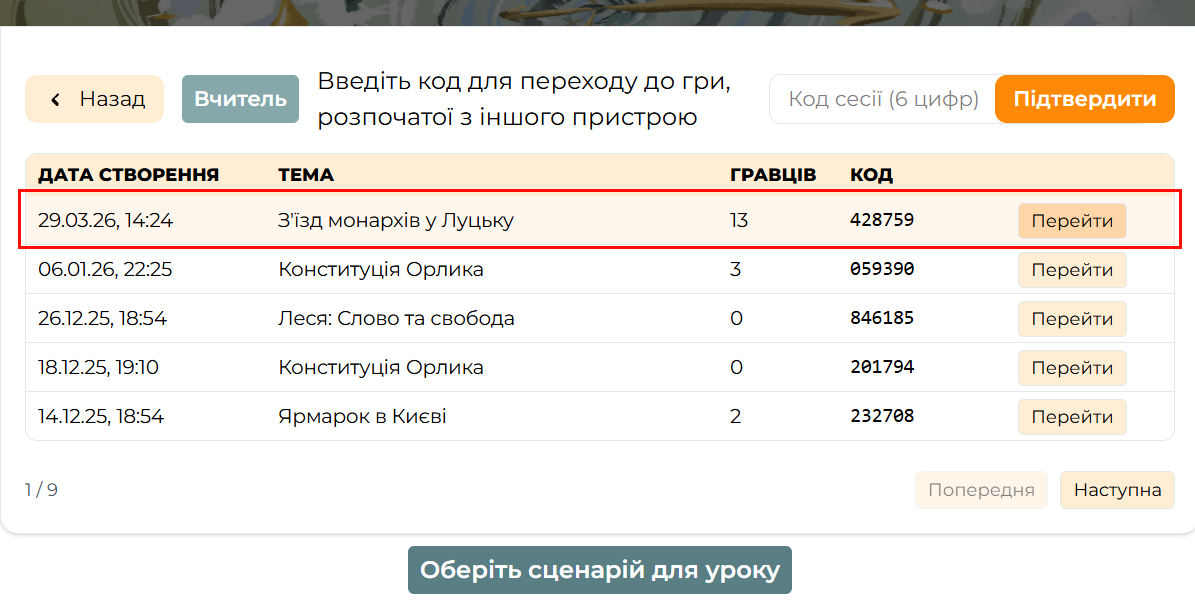 Назад
Вчитель
Введіть код для переходу до гри,
розпочатої з іншого пристрою
Код сесії (6 цифр)
Підтвердити
ДАТА СТВОРЕННЯ ТЕМА ГРАВЦІВ КОД
29.03.26, 14:24 З'їзд монархів у Луцьку 13 428759 Перейти
06.01.26, 22:25 Конституція Орлика 3 059390 Перейти
26.12.25, 18:54 Леся: Слово та свобода 0 846185 Перейти
18.12.25, 19:10 Конституція Орлика 0 201794 Перейти
14.12.25, 18:54 Ярмарок в Києві 2 232708 Перейти
1 / 9 Попередня Наступна
Оберіть сценарій для уроку